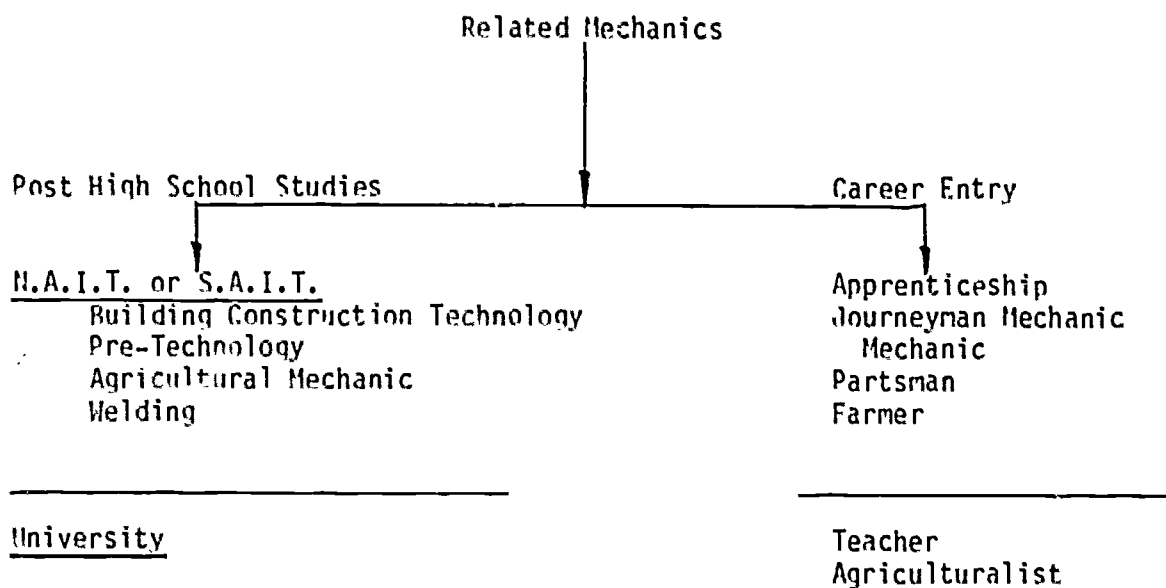 Related Mechanics
Post High School Studies
Career Entry
N.A.I.T. or S.A.I.T.
Building Construction Technology
Pre-Technology
Agricultural Mechanic
Welding
Apprenticeship
Journeyman Mechanic
Mechanic
Partsman
Farmer
University
Teacher
Agriculturalist